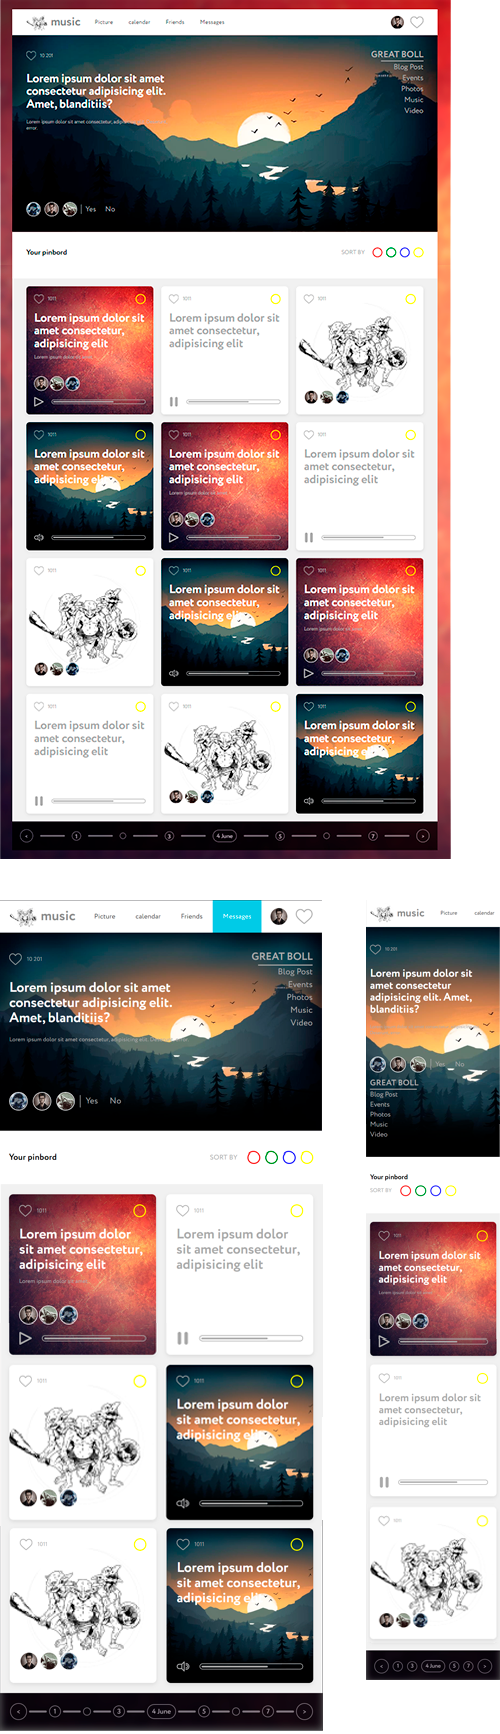 music Picture calendar Friends Messages
10 201
GREAT BOLL
Blog Post
Events
Photos
Music
Video
Lorem ipsum dolor sit amet
consectetur adipisicing elit.
Amet, blanditiis?
Lorem ipsum dolor sit amet consectetur, adipisicing
error.
Yes No
Your pinbord
SORT BY
1011
Lorem ipsum dolor sit
amet consectetur,
adipisicing elit
Lorem ipsum dolor sit amet
1011
Lorem ipsum dolor sit
amet consectetur,
adipisicing elit
1011
1011
Lorem ipsum dolor sit
amet consectetur,
adipisicing elit
1011
Lorem ipsum dolor sit
amet consectetur,
adipisicing elit
Lorem ipsum dolor sit amet
1011
Lorem ipsum dolor sit
amet consectetur,
adipisicing elit
1011
1011
Lorem ipsum dolor sit
amet consectetur,
adipisicing elit
1011
Lorem ipsum dolor sit
amet consectetur,
adipisicing elit
Lorem ipsum dolor sit amet
1011
Lorem ipsum dolor sit
amet consectetur,
adipisicing elit
1011
1011
Lorem ipsum dolor sit
amet consectetur,
adipisicing elit
< 1 3 4 June 5 7 >
music Picture calendar Friends Messages
10 201
GREAT BOLL
Blog Post
Events
Photos
Music
Video
Lorem ipsum dolor sit amet
consectetur adipisicing elit.
Amet, blanditiis?
Lorem ipsum dolor sit amet consectetur, adipisicing elit.
Yes No
Your pinbord
SORT BY
1011
Lorem ipsum dolor
sit amet consectetur,
adipisicing elit
Lorem ipsum dolor sit amet
1011
Lorem ipsum dolor
sit amet consectetur,
adipisicing elit
1011
1011
Lorem ipsum dolor
sit amet consectetur,
adipisicing elit
1011
1011
Lorem ipsum dolor
sit amet consectetur,
adipisicing elit
< 1 3 4 June 5 7 >
music Picture calendar
10 201
Lorem ipsum dolor sit
amet consectetur
adipisicing elit. Amet,
blanditiis?
Yes No
GREAT BOLL
Blog Post
Events
Photos
Music
Video
Your pinbord
SORT BY
1011
Lorem ipsum dolor sit
amet consectetur,
adipisicing elit
Lorem ipsum dolor sit amet
1011
Lorem ipsum dolor sit
amet consectetur,
adipisicing elit
1011
< 1 3 4 June 5 7 >